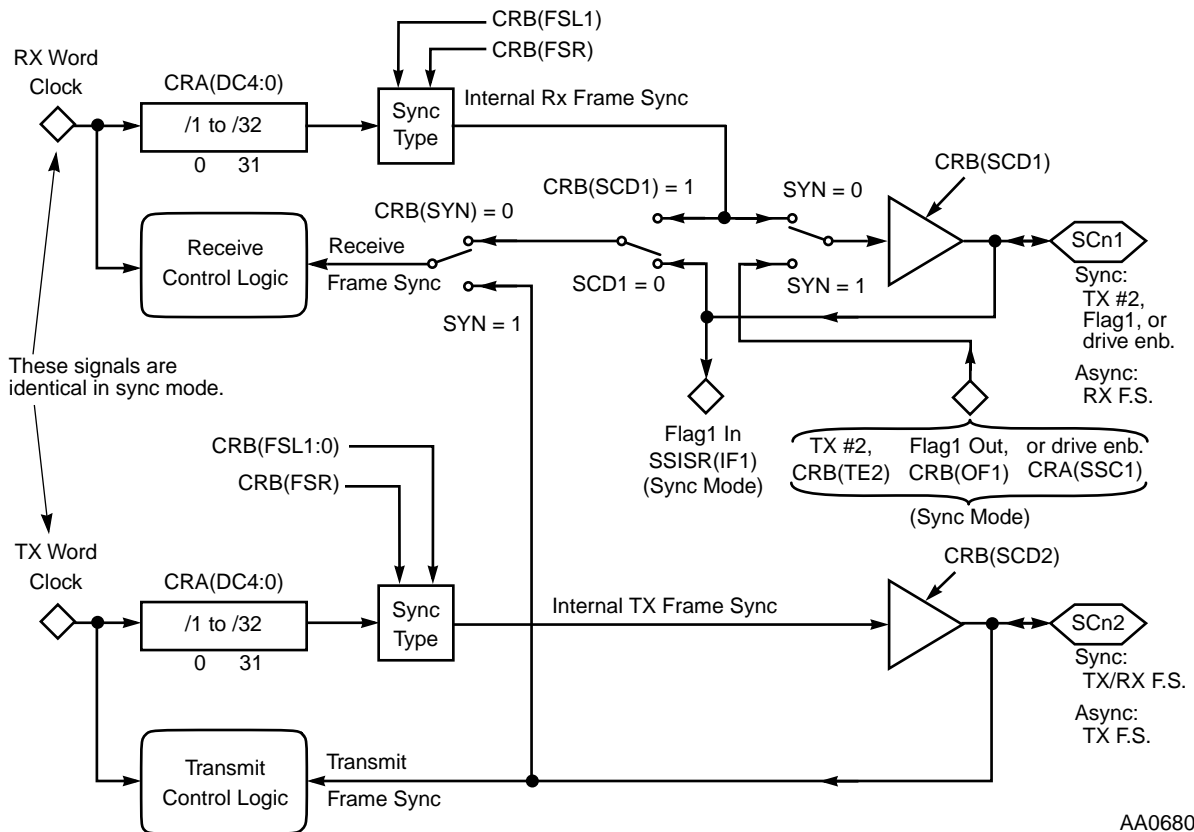 CRB(FSL1)
CRB(FSR)
RX Word
Clock
CRA(DC4:0)
/1 to /32
0 31
Sync
Type
Internal Rx Frame Sync
CRB(SCD1)
CRB(SCD1) = 1
SYN = 0
CRB(SYN) = 0
Receive
Control Logic
Receive
Frame Sync
SCD1 = 0
SYN = 1
SYN = 1
SCn1
Sync:
TX #2,
Flag1, or
drive enb.
Async:
RX F.S.
These signals are
identical in sync mode.
Flag1 In
SSISR(IF1)
(Sync Mode)
TX #2, Flag1 Out, or drive enb.
CRB(TE2) CRB(OF1) CRA(SSC1)
(Sync Mode)
CRB(FSL1:0)
CRB(FSR)
TX Word
Clock
CRA(DC4:0)
/1 to /32
0 31
Sync
Type
Internal TX Frame Sync
CRB(SCD2)
SCn2
Sync:
TX/RX F.S.
Async:
TX F.S.
Transmit
Control Logic
Transmit
Frame Sync
AA0680